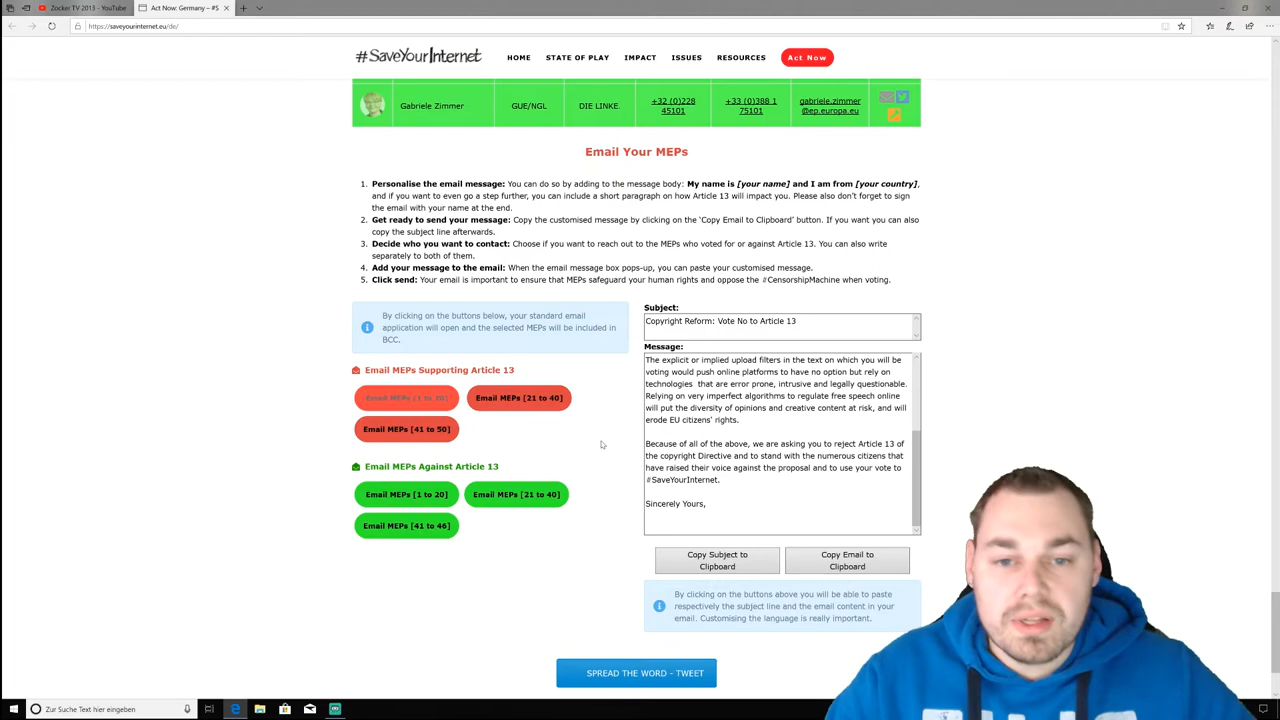 Zocker TV 2013 - YouTube
Act Now: Germany – #S
https://saveyourinternet.eu/de/
#SaveYourInternet
HOME
STATE OF PLAY
IMPACT
ISSUES
RESOURCES
Act Now
Gabriele Zimmer
GUE/NGL
DIE LINKE.
+32 (0)228
45101
+33 (0)388 1
75101
gabriele.zimmer
@ep.europa.eu
Email Your MEPs
1. Personalise the email message: You can do so by adding to the message body: My name is [your name] and I am from [your country],
and if you want to even go a step further, you can include a short paragraph on how Article 13 will impact you. Please also don't forget to sign
the email with your name at the end.
2. Get ready to send your message: Copy the customised message by clicking on the 'Copy Email to Clipboard' button. If you want you can also
copy the subject line afterwards.
3. Decide who you want to contact: Choose if you want to reach out to the MEPs who voted for or against Article 13. You can also write
separately to both of them.
4. Add your message to the email: When the email message box pops-up, you can paste your customised message.
5. Click send: Your email is important to ensure that MEPs safeguard your human rights and oppose the #CensorshipMachine when voting.
By clicking on the buttons below, your standard email
application will open and the selected MEPs will be included in
BCC.
Email MEPs Supporting Article 13
Email MEPs [1 to 20]
Email MEPs [21 to 40]
Email MEPs [41 to 50]
Email MEPs Against Article 13
Email MEPs [1 to 20]
Email MEPs [21 to 40]
Email MEPs [41 to 46]
Subject:
Copyright Reform: Vote No to Article 13
Message:
The explicit or implied upload filters in the text on which you will be
voting would push online platforms to have no option but rely on
technologies that are error prone, intrusive and legally questionable.
Relying on very imperfect algorithms to regulate free speech online
will put the diversity of opinions and creative content at risk, and will
erode EU citizens' rights.
Because of all of the above, we are asking you to reject Article 13 of
the copyright Directive and to stand with the numerous citizens that
have raised their voice against the proposal and to use your vote to
#SaveYourInternet.
Sincerely Yours,
Copy Subject to
Clipboard
Copy Email to
Clipboard
By clicking on the buttons above you will be able to paste
respectively the subject line and the email content in your
email. Customising the language is really important.
SPREAD THE WORD - TWEET
Zur Suche Text hier eingeben